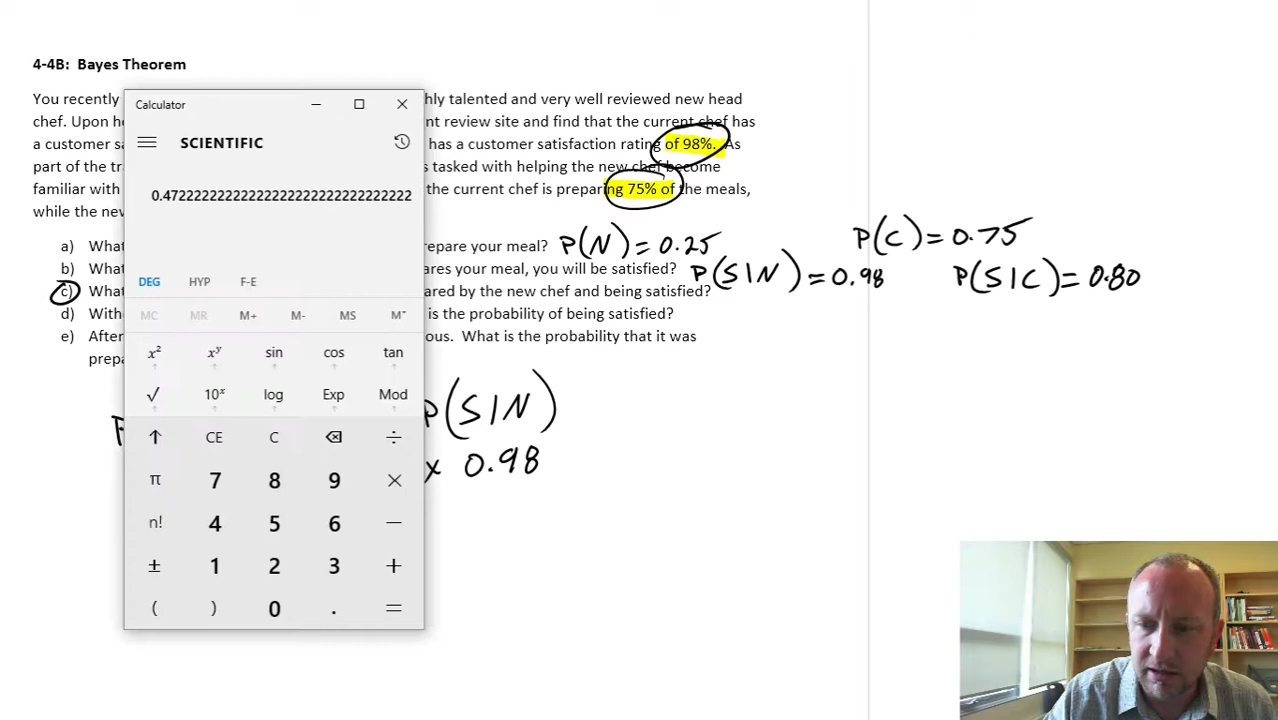 4-4B: Bayes Theorem
You recently hly talented and very well reviewed new head
Calculator
chef. Upon ho nt review site and find that the current chef has
SCIENTIFIC
a customer sa has a customer satisfaction rating of 98%. As
part of the tra s tasked with helping the new chef become
familiar with the current chef is preparing 75% of the meals,
0.47222222222222222222222222222222
while the new
a) What repare your meal? P(N) = 0.25 P(C) = 0.75
b) What ares your meal, you will be satisfied? P(S|N) = 0.98 P(S|C) = 0.80
DEG HYP F-E
c) What ared by the new chef and being satisfied?
d) With is the probability of being satisfied?
MC MR M+ M- MS M˅
e) After ous. What is the probability that it was
prepa
x² xʸ sin cos tan
√ 10ˣ log Exp Mod
P(S|N)
↑ CE C ⌫ ÷
x 0.98
π 7 8 9 ×
n! 4 5 6 −
± 1 2 3 +
( ) 0 . =